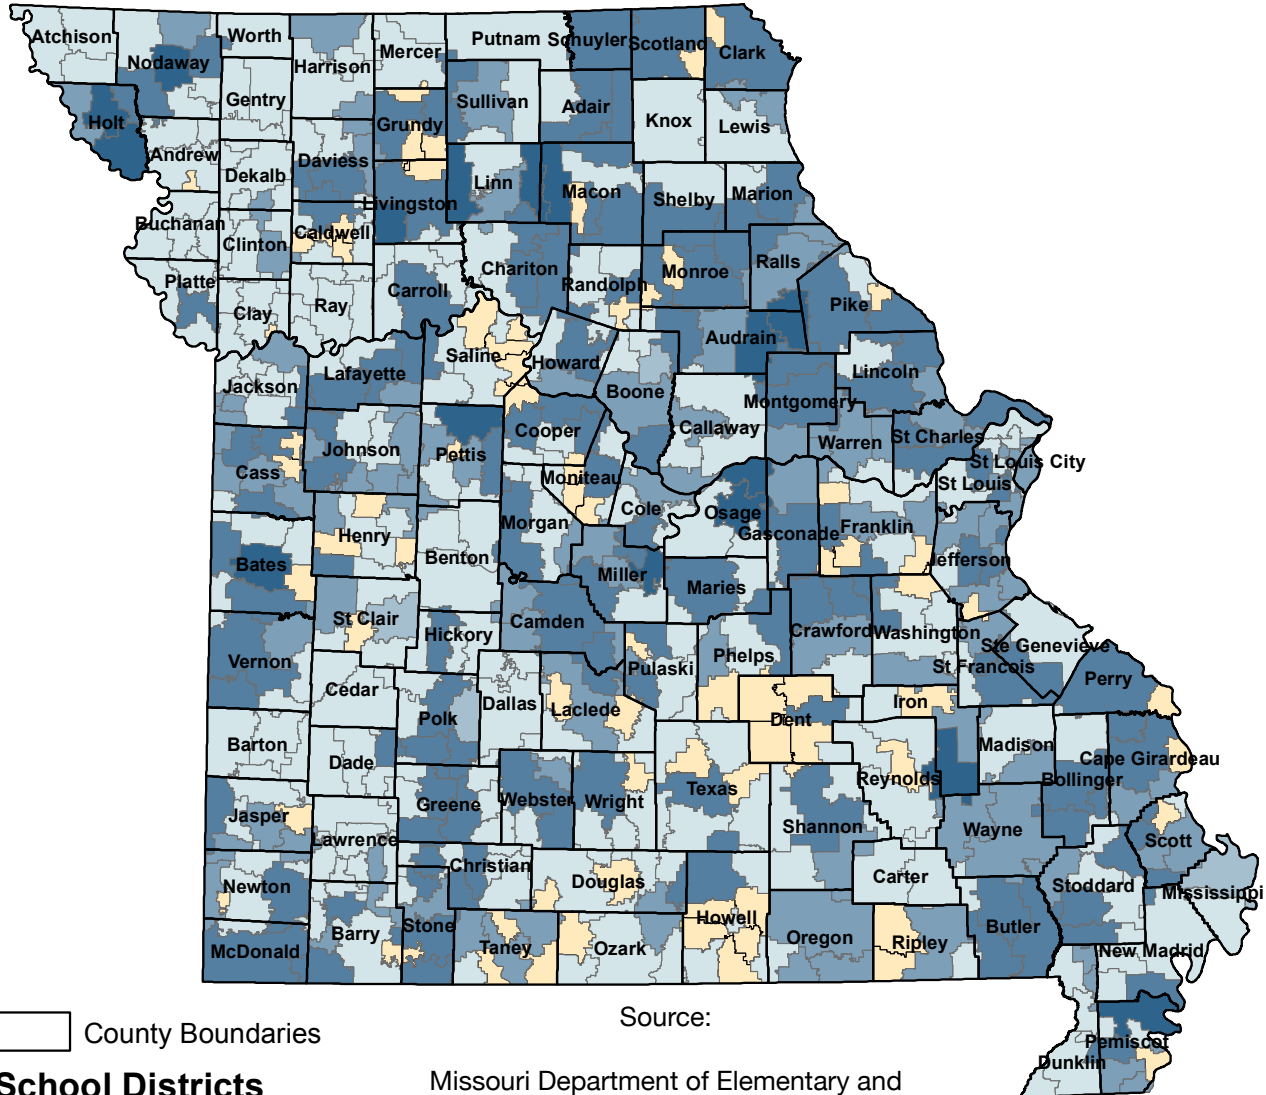 Atchison
Nodaway
Worth
Harrison
Mercer
Putnam
Schuyler
Scotland
Clark
Holt
Gentry
Grundy
Sullivan
Adair
Knox
Lewis
Andrew
Dekalb
Daviess
Livingston
Linn
Macon
Shelby
Marion
Buchanan
Clinton
Caldwell
Chariton
Randolph
Monroe
Ralls
Platte
Clay
Ray
Carroll
Saline
Howard
Boone
Audrain
Pike
Jackson
Lafayette
Callaway
Montgomery
Lincoln
Cass
Johnson
Pettis
Cooper
Moniteau
Warren
St Charles
St Louis City
St Louis
Henry
Benton
Morgan
Cole
Osage
Gasconade
Franklin
Jefferson
Bates
Miller
Maries
St Clair
Hickory
Camden
Pulaski
Phelps
Crawford
Washington
Ste Genevieve
St Francois
Perry
Vernon
Cedar
Polk
Dallas
Laclede
Dent
Iron
Madison
Cape Girardeau
Bollinger
Barton
Dade
Greene
Webster
Wright
Texas
Reynolds
Shannon
Wayne
Scott
Jasper
Lawrence
Christian
Douglas
Carter
Stoddard
Mississippi
Newton
Barry
Stone
Taney
Ozark
Howell
Oregon
Ripley
Butler
New Madrid
McDonald
Pemiscot
Dunklin
County Boundaries
School Districts
Source:
Missouri Department of Elementary and